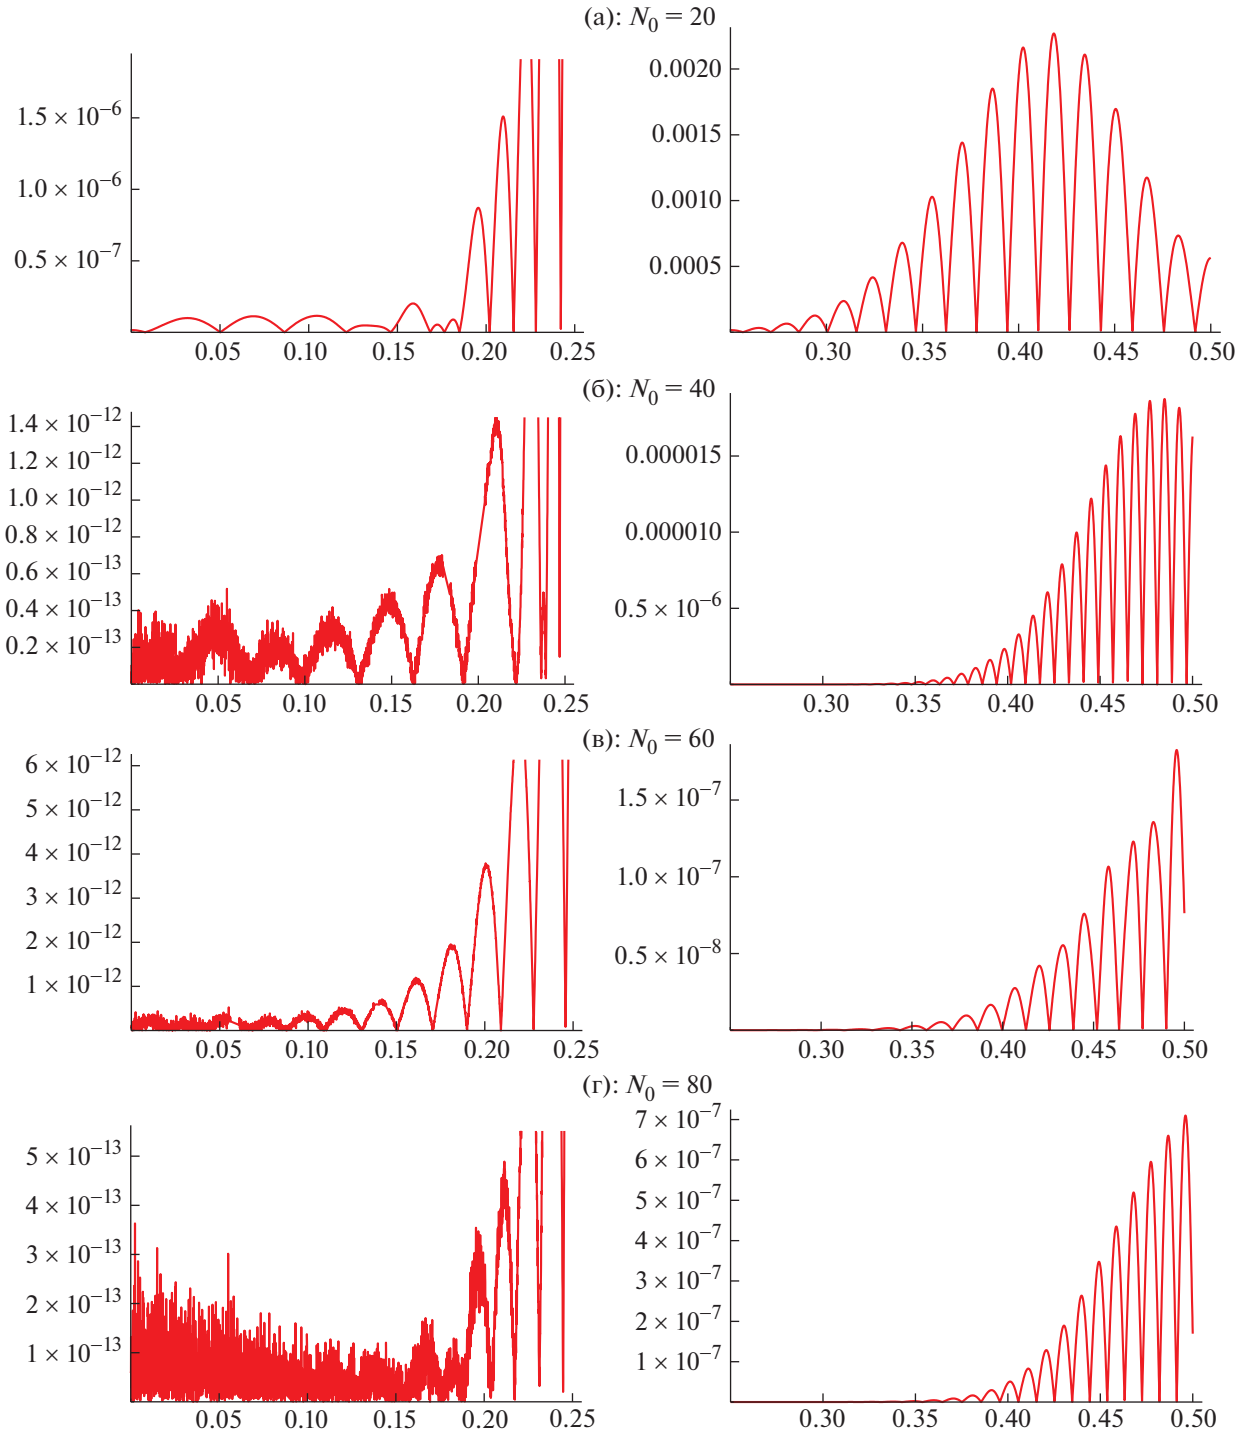 (а): N₀ = 20
1.5 × 10⁻⁶
1.0 × 10⁻⁶
0.5 × 10⁻⁷
0.05 0.10 0.15 0.20 0.25
0.0020
0.0015
0.0010
0.0005
0.30 0.35 0.40 0.45 0.50
(б): N₀ = 40
1.4 × 10⁻¹²
1.2 × 10⁻¹²
1.0 × 10⁻¹²
0.8 × 10⁻¹²
0.6 × 10⁻¹³
0.4 × 10⁻¹³
0.2 × 10⁻¹³
0.05 0.10 0.15 0.20 0.25
0.000015
0.000010
0.5 × 10⁻⁶
0.30 0.35 0.40 0.45 0.50
(в): N₀ = 60
6 × 10⁻¹²
5 × 10⁻¹²
4 × 10⁻¹²
3 × 10⁻¹²
2 × 10⁻¹²
1 × 10⁻¹²
0.05 0.10 0.15 0.20 0.25
1.5 × 10⁻⁷
1.0 × 10⁻⁷
0.5 × 10⁻⁸
0.30 0.35 0.40 0.45 0.50
(г): N₀ = 80
5 × 10⁻¹³
4 × 10⁻¹³
3 × 10⁻¹³
2 × 10⁻¹³
1 × 10⁻¹³
0.05 0.10 0.15 0.20 0.25
7 × 10⁻⁷
6 × 10⁻⁷
5 × 10⁻⁷
4 × 10⁻⁷
3 × 10⁻⁷
2 × 10⁻⁷
1 × 10⁻⁷
0.30 0.35 0.40 0.45 0.50